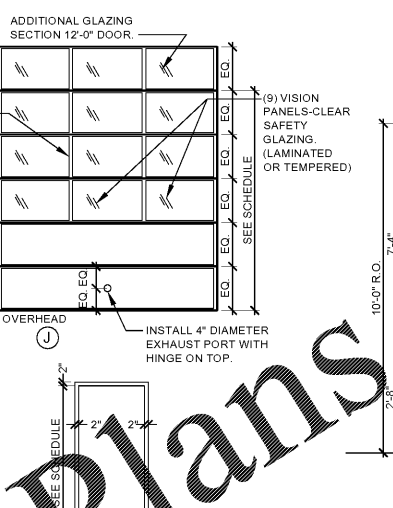 ADDITIONAL GLAZING
SECTION 12'-0" DOOR.
EQ.
EQ.
EQ.
EQ.
EQ.
EQ.
SEE SCHEDULE
(9) VISION
PANELS-CLEAR
SAFETY
GLAZING.
(LAMINATED
OR TEMPERED)
EQ. EQ.
OVERHEAD
J
INSTALL 4" DIAMETER
EXHAUST PORT WITH
HINGE ON TOP.
10'-0" R.O.
7'-4"
2'-8"
2"
SEE SCHEDULE
2"
2"
Plans